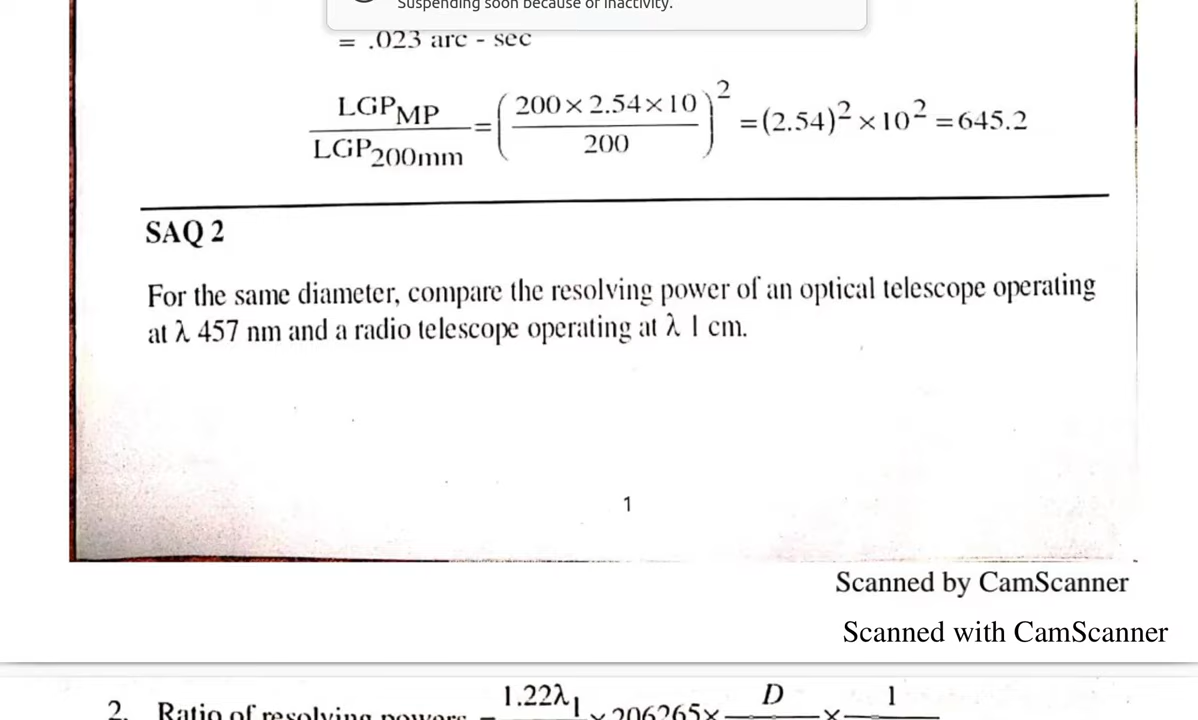 Suspending soon because of inactivity.
= .023 arc - sec
LGP_MP / LGP_200mm = (200 × 2.54 × 10 / 200)² = (2.54)² × 10² = 645.2
SAQ 2
For the same diameter, compare the resolving power of an optical telescope operating
at λ 457 nm and a radio telescope operating at λ 1 cm.
1
Scanned by CamScanner
Scanned with CamScanner
2. Ratio of resolving powers = 1.22λ₁ × 206265 × D × 1